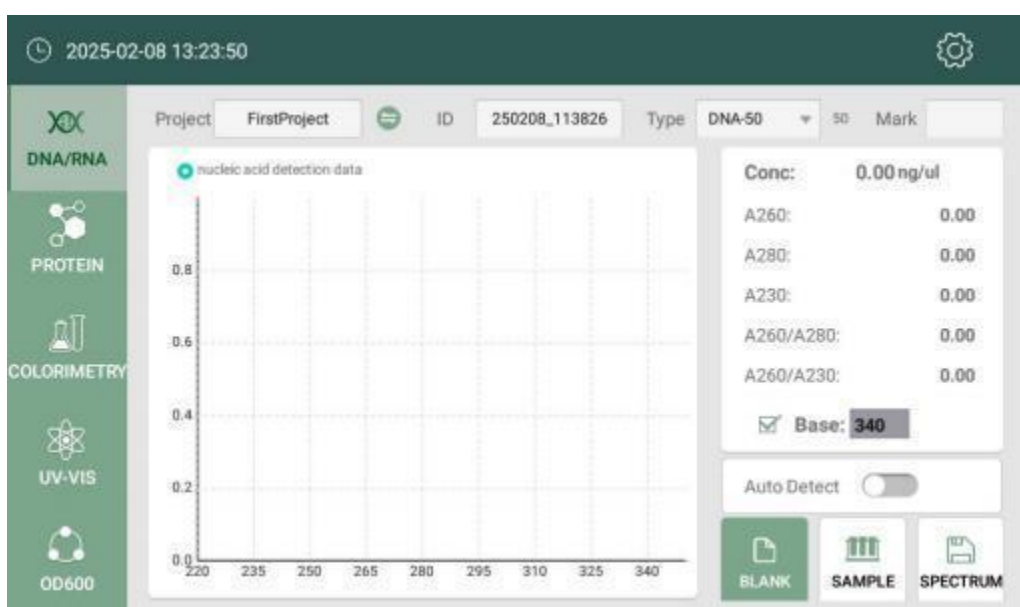 2025-02-08 13:23:50
Project FirstProject ID 250208_113826 Type DNA-50 50 Mark
DNA/RNA
PROTEIN
COLORIMETRY
UV-VIS
OD600
nucleic acid detection data
0.8
0.6
0.4
0.2
0.0
220 235 250 265 280 295 310 325 340
Conc: 0.00 ng/ul
A260: 0.00
A280: 0.00
A230: 0.00
A260/A280: 0.00
A260/A230: 0.00
Base: 340
Auto Detect
BLANK SAMPLE SPECTRUM